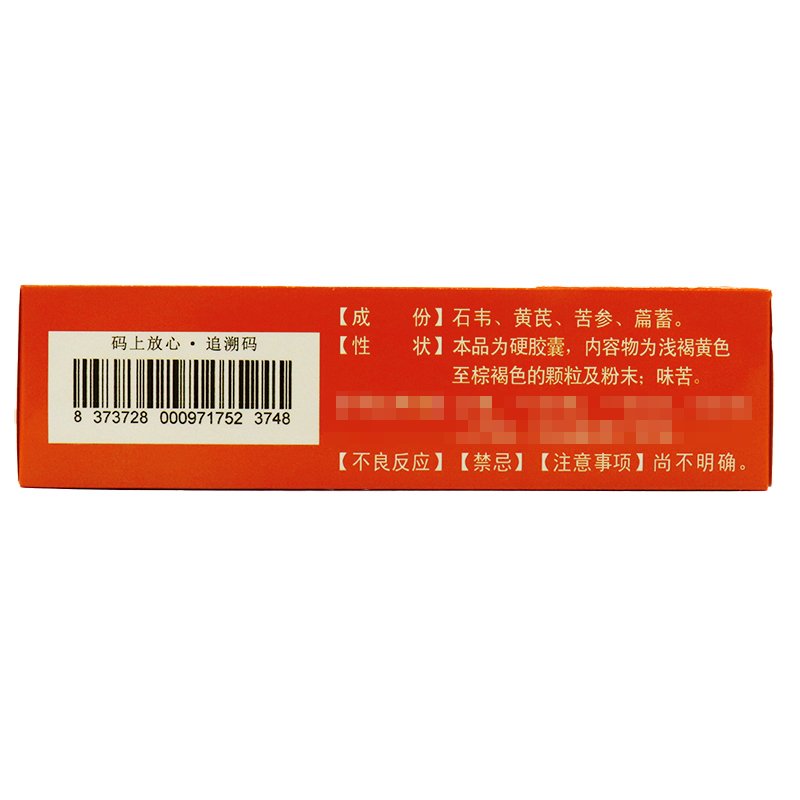 码上放心·追溯码
8 373728 000971752 3748
【成　　份】石韦、黄芪、苦参、萹蓄。
【性　　状】本品为硬胶囊，内容物为浅褐黄色
至棕褐色的颗粒及粉末；味苦。
【不良反应】【禁忌】【注意事项】尚不明确。